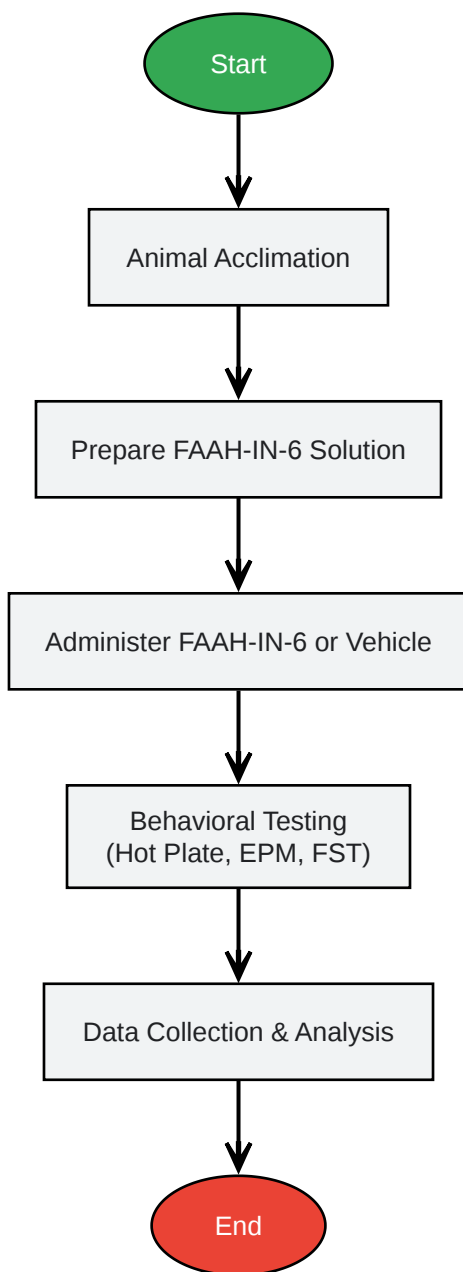 Start
Animal Acclimation
Prepare FAAH-IN-6 Solution
Administer FAAH-IN-6 or Vehicle
Behavioral Testing
(Hot Plate, EPM, FST)
Data Collection & Analysis
End